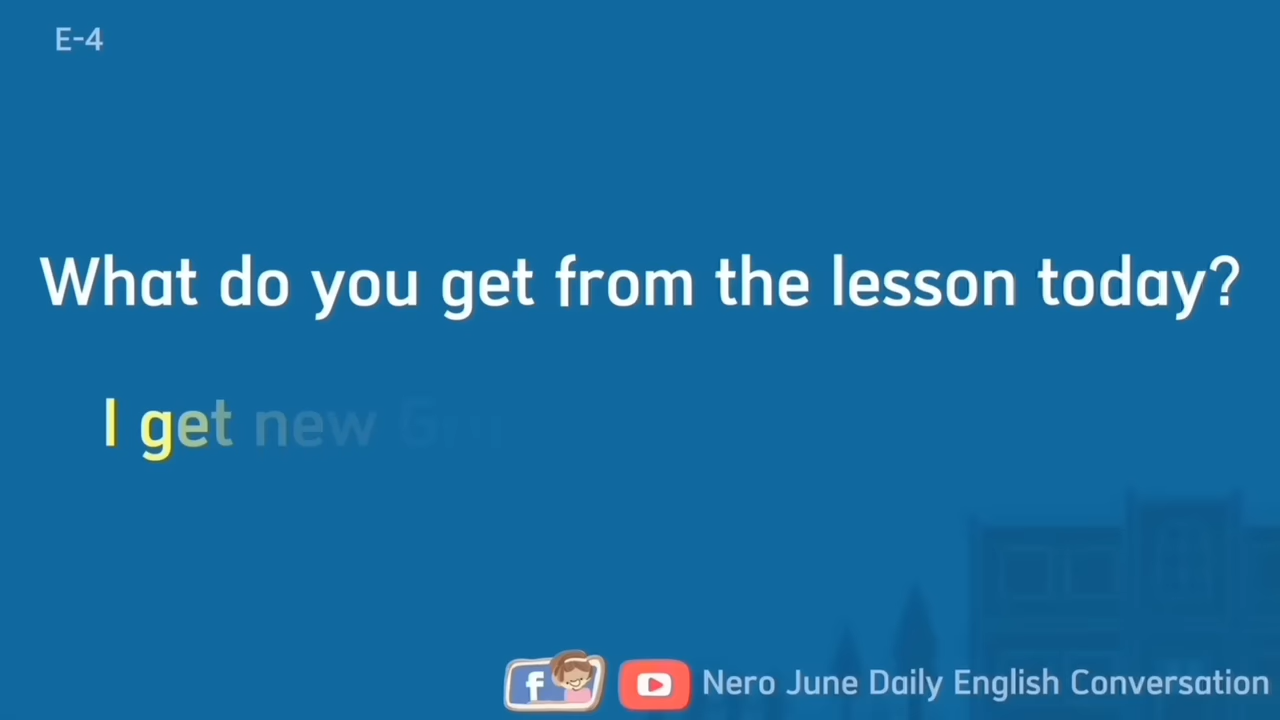 E-4
What do you get from the lesson today?
I get new
Nero June Daily English Conversation